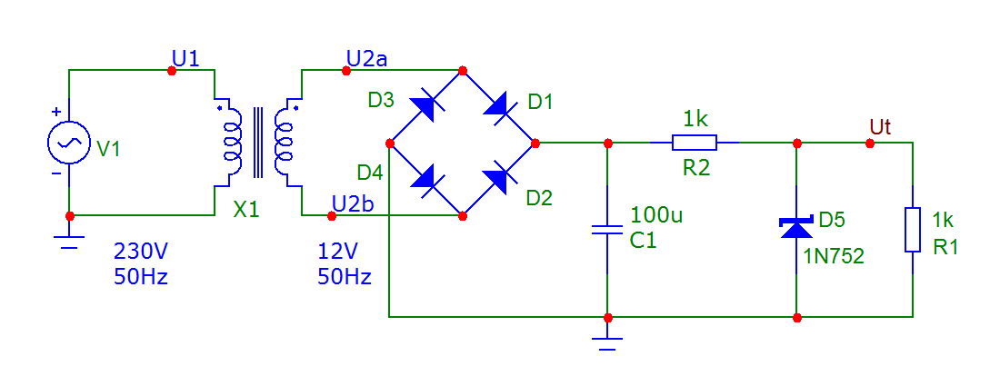 U1
U2a
D3
D1
+
V1
−
1k
R2
Ut
D4
D2
X1
U2b
100u
C1
D5
1N752
1k
R1
230V
50Hz
12V
50Hz